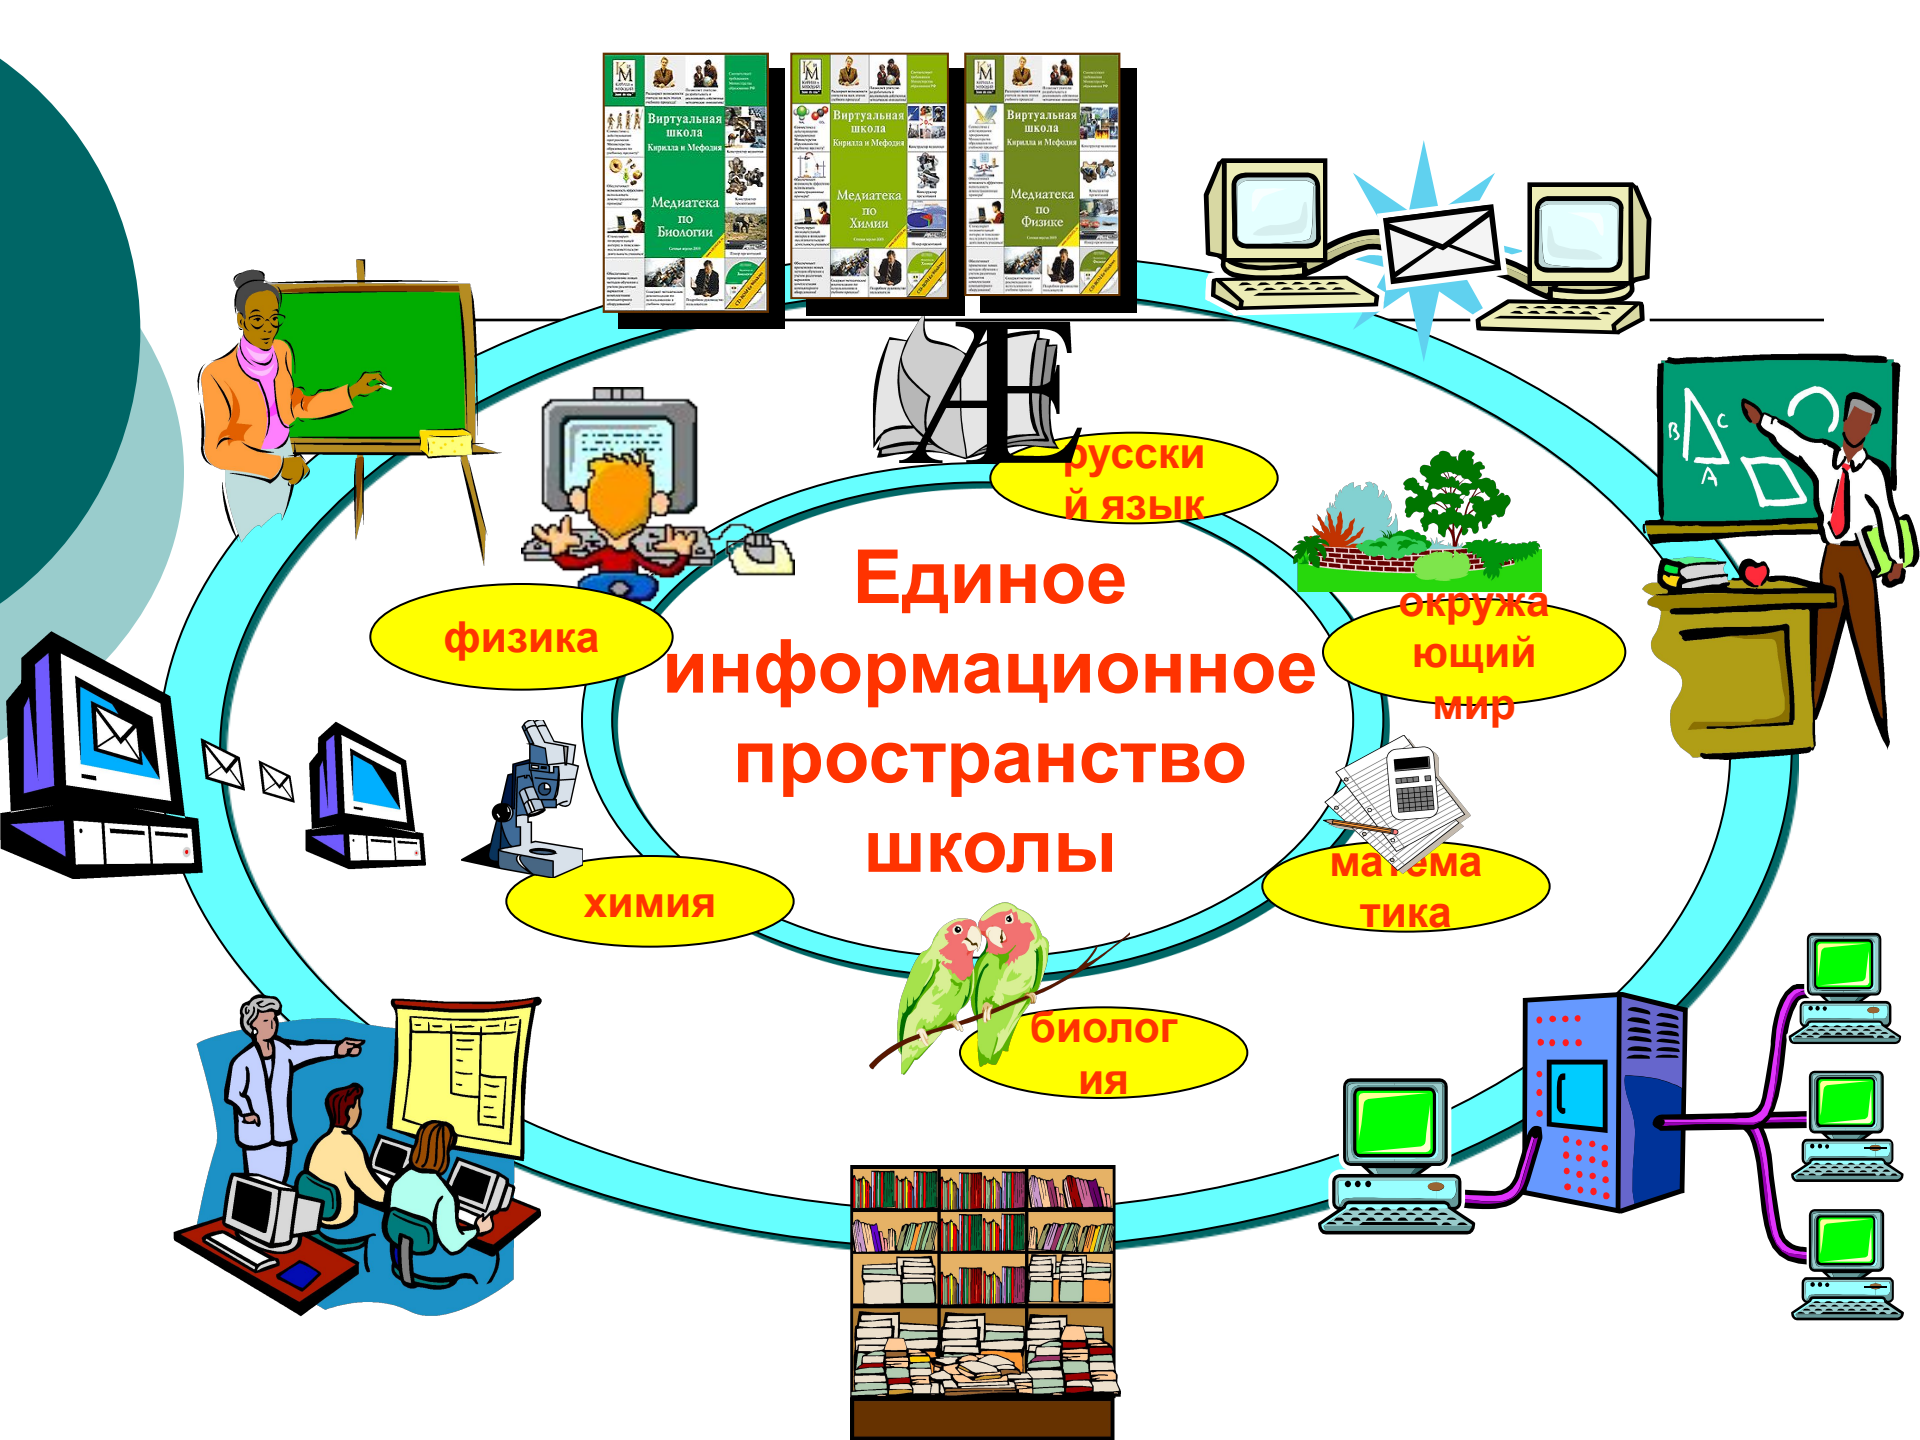 Виртуальная
школа
Кирилла и Мефодия
Медиатека
по
Биологии
Виртуальная
школа
Кирилла и Мефодия
Медиатека
по
Химии
Виртуальная
школа
Кирилла и Мефодия
Медиатека
по
Физике
Æ
B
C
A
русски
й язык
физика
окружа
ющий
мир
Единое
информационное
пространство
школы
химия
матема
тика
биолог
ия